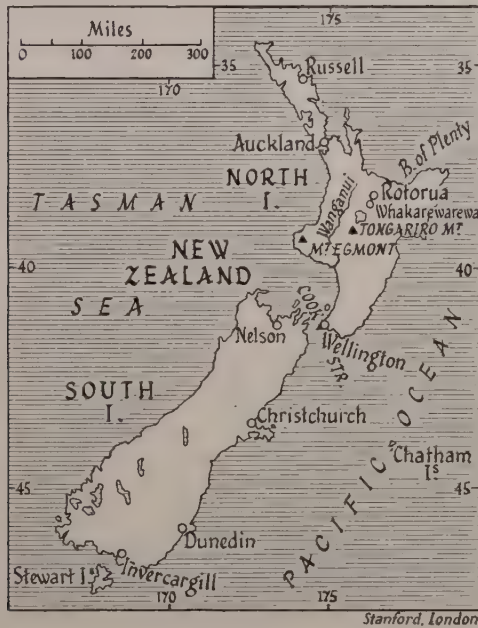 Miles
0 100 200 300
175
35
35
170
Russell
Auckland
B. of Plenty
NORTH
I.
Rotorua
Whakarewarewa
Wanganui
TONGARIRO Mᵗ.
Mᵗ. EGMONT
TASMAN
SEA
NEW
ZEALAND
40
40
COOK
STR.
Nelson
Wellington
SOUTH
I.
Christchurch
PACIFIC OCEAN
Chatham
Iˢ.
45
45
Dunedin
Invercargill
Stewart I.
170
175
Stanford, London